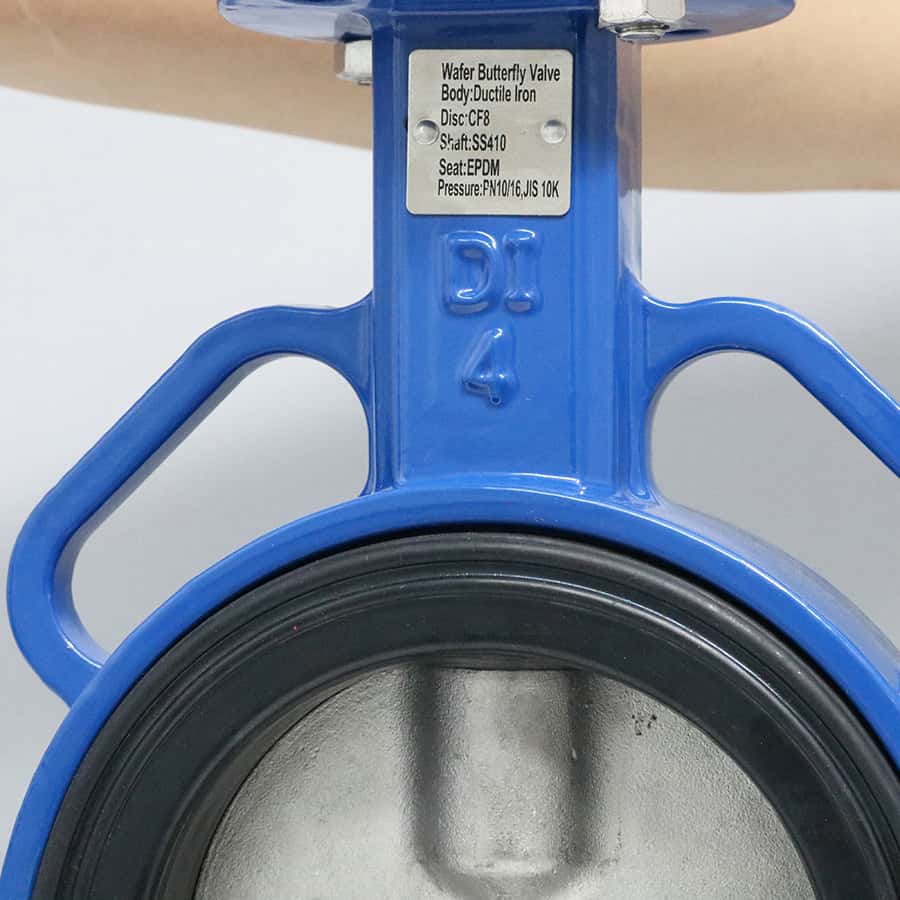 Wafer Butterfly Valve
Body:Ductile Iron
Disc:CF8
Shaft:SS410
Seat:EPDM
Pressure:PN10/16,JIS 10K
DI
4